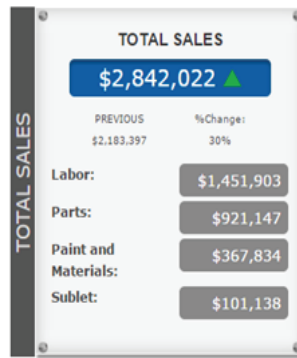 TOTAL SALES
TOTAL SALES
$2,842,022
PREVIOUS %Change:
$2,183,397 30%
Labor: $1,451,903
Parts: $921,147
Paint and
Materials: $367,834
Sublet: $101,138